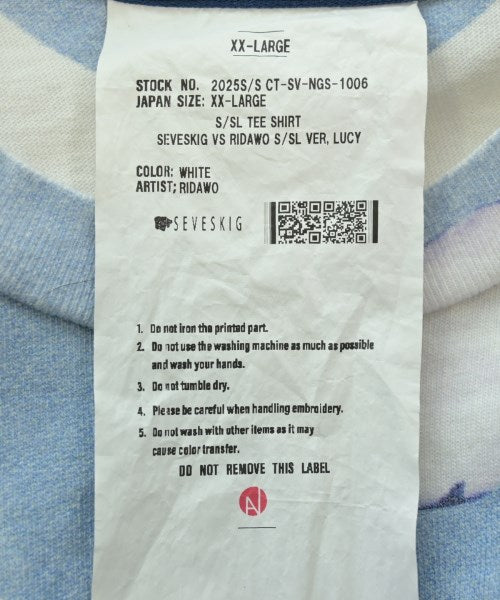 XX-LARGE
STOCK NO. 2025S/S CT-SV-NGS-1006
JAPAN SIZE: XX-LARGE
S/SL TEE SHIRT
SEVESKIG VS RIDAWO S/SL VER, LUCY
COLOR: WHITE
ARTIST; RIDAWO
SEVESKIG
1. Do not iron the printed part.
2. Do not use the washing machine as much as possible
and wash your hands.
3. Do not tumble dry.
4. Please be careful when handling emboidery.
5. Do not wash with other items as it may
cause color transfer.
DO NOT REMOVE THIS LABEL
A